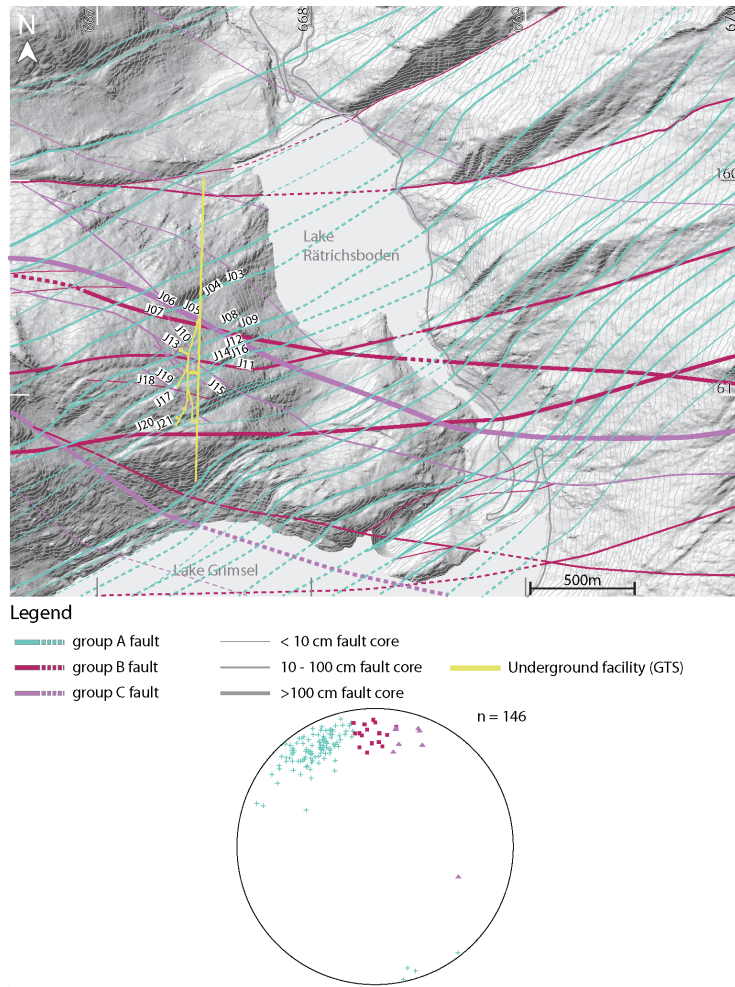 N
667
668
669
670
160
Lake
Rätrichsboden
J03
J04
J05
J06
J07
J08
J09
J10
J12
J13
J14
J16
J11
J19
J18
J15
J17
J20
J21
61
Lake Grimsel
500m
Legend
group A fault
< 10 cm fault core
group B fault
10 - 100 cm fault core
Underground facility (GTS)
group C fault
>100 cm fault core
n = 146